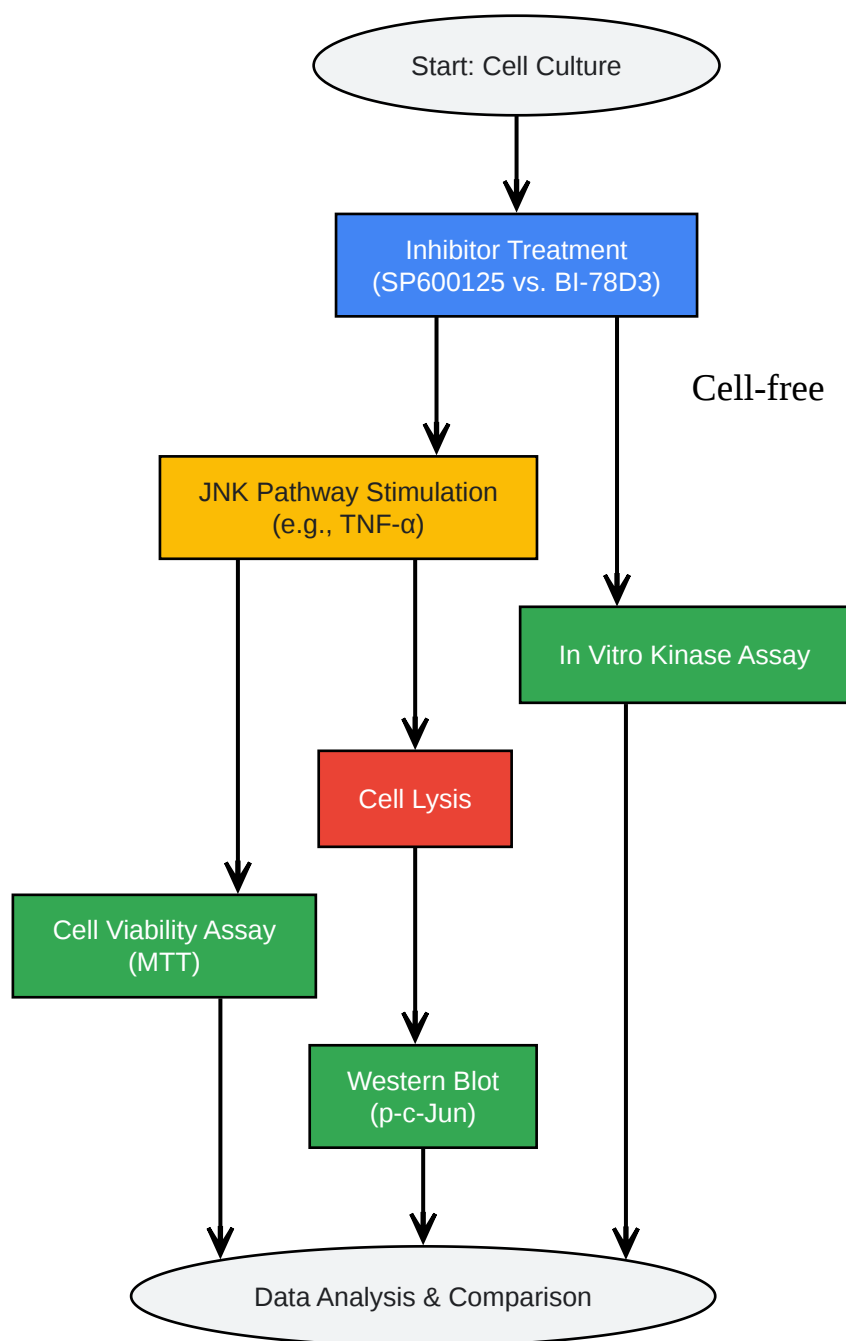 Start: Cell Culture
Inhibitor Treatment
(SP600125 vs. BI-78D3)
Cell-free
JNK Pathway Stimulation
(e.g., TNF-α)
In Vitro Kinase Assay
Cell Lysis
Cell Viability Assay
(MTT)
Western Blot
(p-c-Jun)
Data Analysis & Comparison